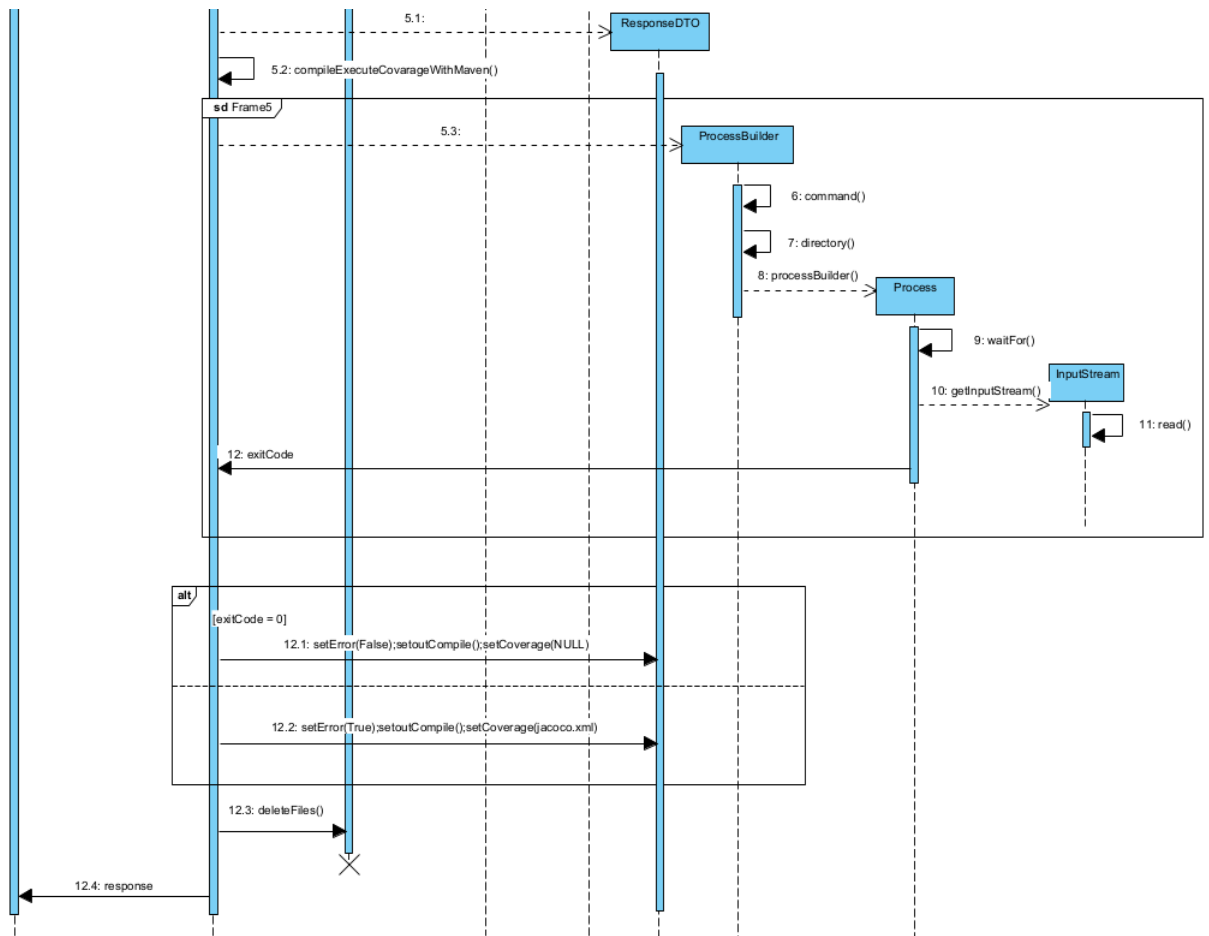 5.1:
ResponseDTO
5.2: compileExecuteCovarageWithMaven()
sd Frame5
5.3:
ProcessBuilder
6: command()
7: directory()
8: processBuilder()
Process
9: waitFor()
InputStream
10: getInputStream()
11: read()
12: exitCode
alt
[exitCode = 0]
12.1: setError(False);setoutCompile();setCoverage(NULL)
12.2: setError(True);setoutCompile();setCoverage(jacoco.xml)
12.3: deleteFiles()
12.4: response